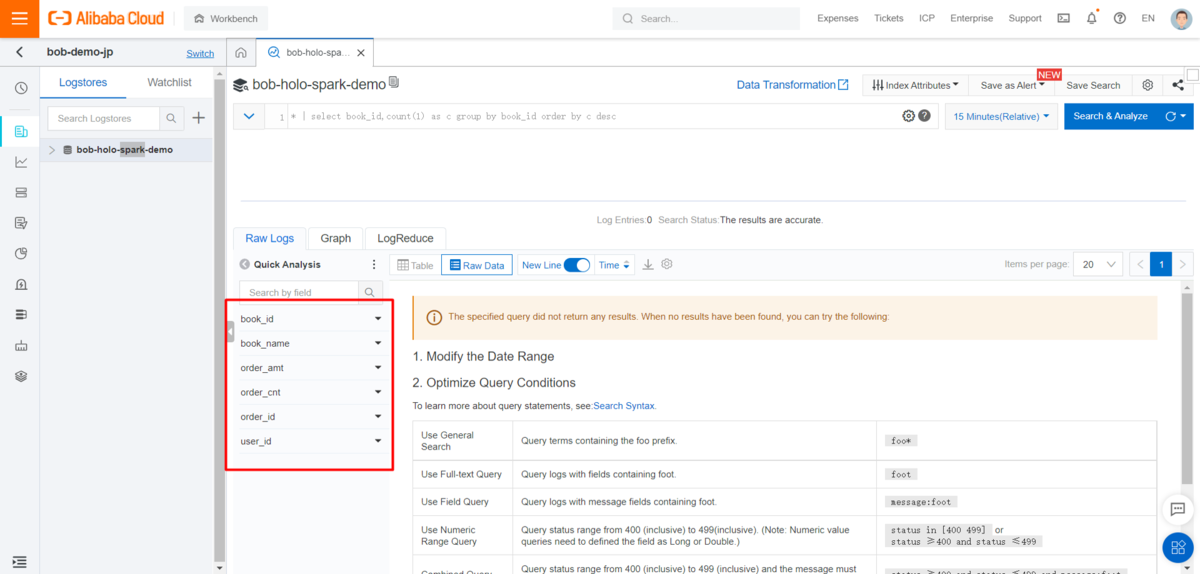 Alibaba Cloud
Workbench
Search...
Expenses
Tickets
ICP
Enterprise
Support
EN
bob-demo-jp
Switch
bob-holo-spa...
Logstores
Watchlist
bob-holo-spark-demo
Data Transformation
Index Attributes
Save as Alert
NEW
Save Search
Search Logstores
1 * | select book_id,count(1) as c group by book_id order by c desc
15 Minutes(Relative)
Search & Analyze
bob-holo-spark-demo
Log Entries:0 Search Status:The results are accurate.
Raw Logs
Graph
LogReduce
Quick Analysis
Table
Raw Data
New Line
Time
Items per page:
20
1
Search by field
book_id
book_name
order_amt
order_cnt
order_id
user_id
The specified query did not return any results. When no results have been found, you can try the following:
1. Modify the Date Range
2. Optimize Query Conditions
To learn more about query statements, see:Search Syntax.
Use General
Search
Query terms containing the foo prefix.
foo*
Use Full-text Query
Query logs with fields containing foot.
foot
Use Field Query
Query logs with message fields containing foot.
message:foot
Use Numeric
Range Query
Query status range from 400 (inclusive) to 499(inclusive). (Note: Numeric value
queries need to defined the field as Long or Double.)
status in [400 499] or
status ≥400 and status ≤499
Combined Query
Query status range from 400 (inclusive) to 499 (inclusive) and the message must
status ≥400 and status ≤499 and message:foot